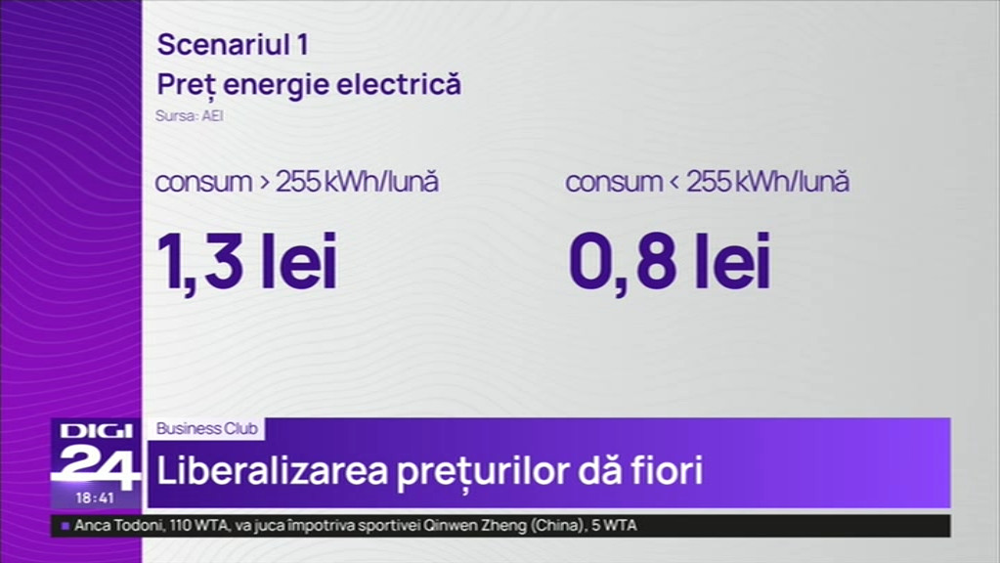 Scenariul 1
Preț energie electrică
Sursa: AEI
consum > 255 kWh/lună
consum < 255 kWh/lună
1,3 lei
0,8 lei
DIGI
24
18:41
Business Club
Liberalizarea prețurilor dă fiori
Anca Todoni, 110 WTA, va juca împotriva sportivei Qinwen Zheng (China), 5 WTA